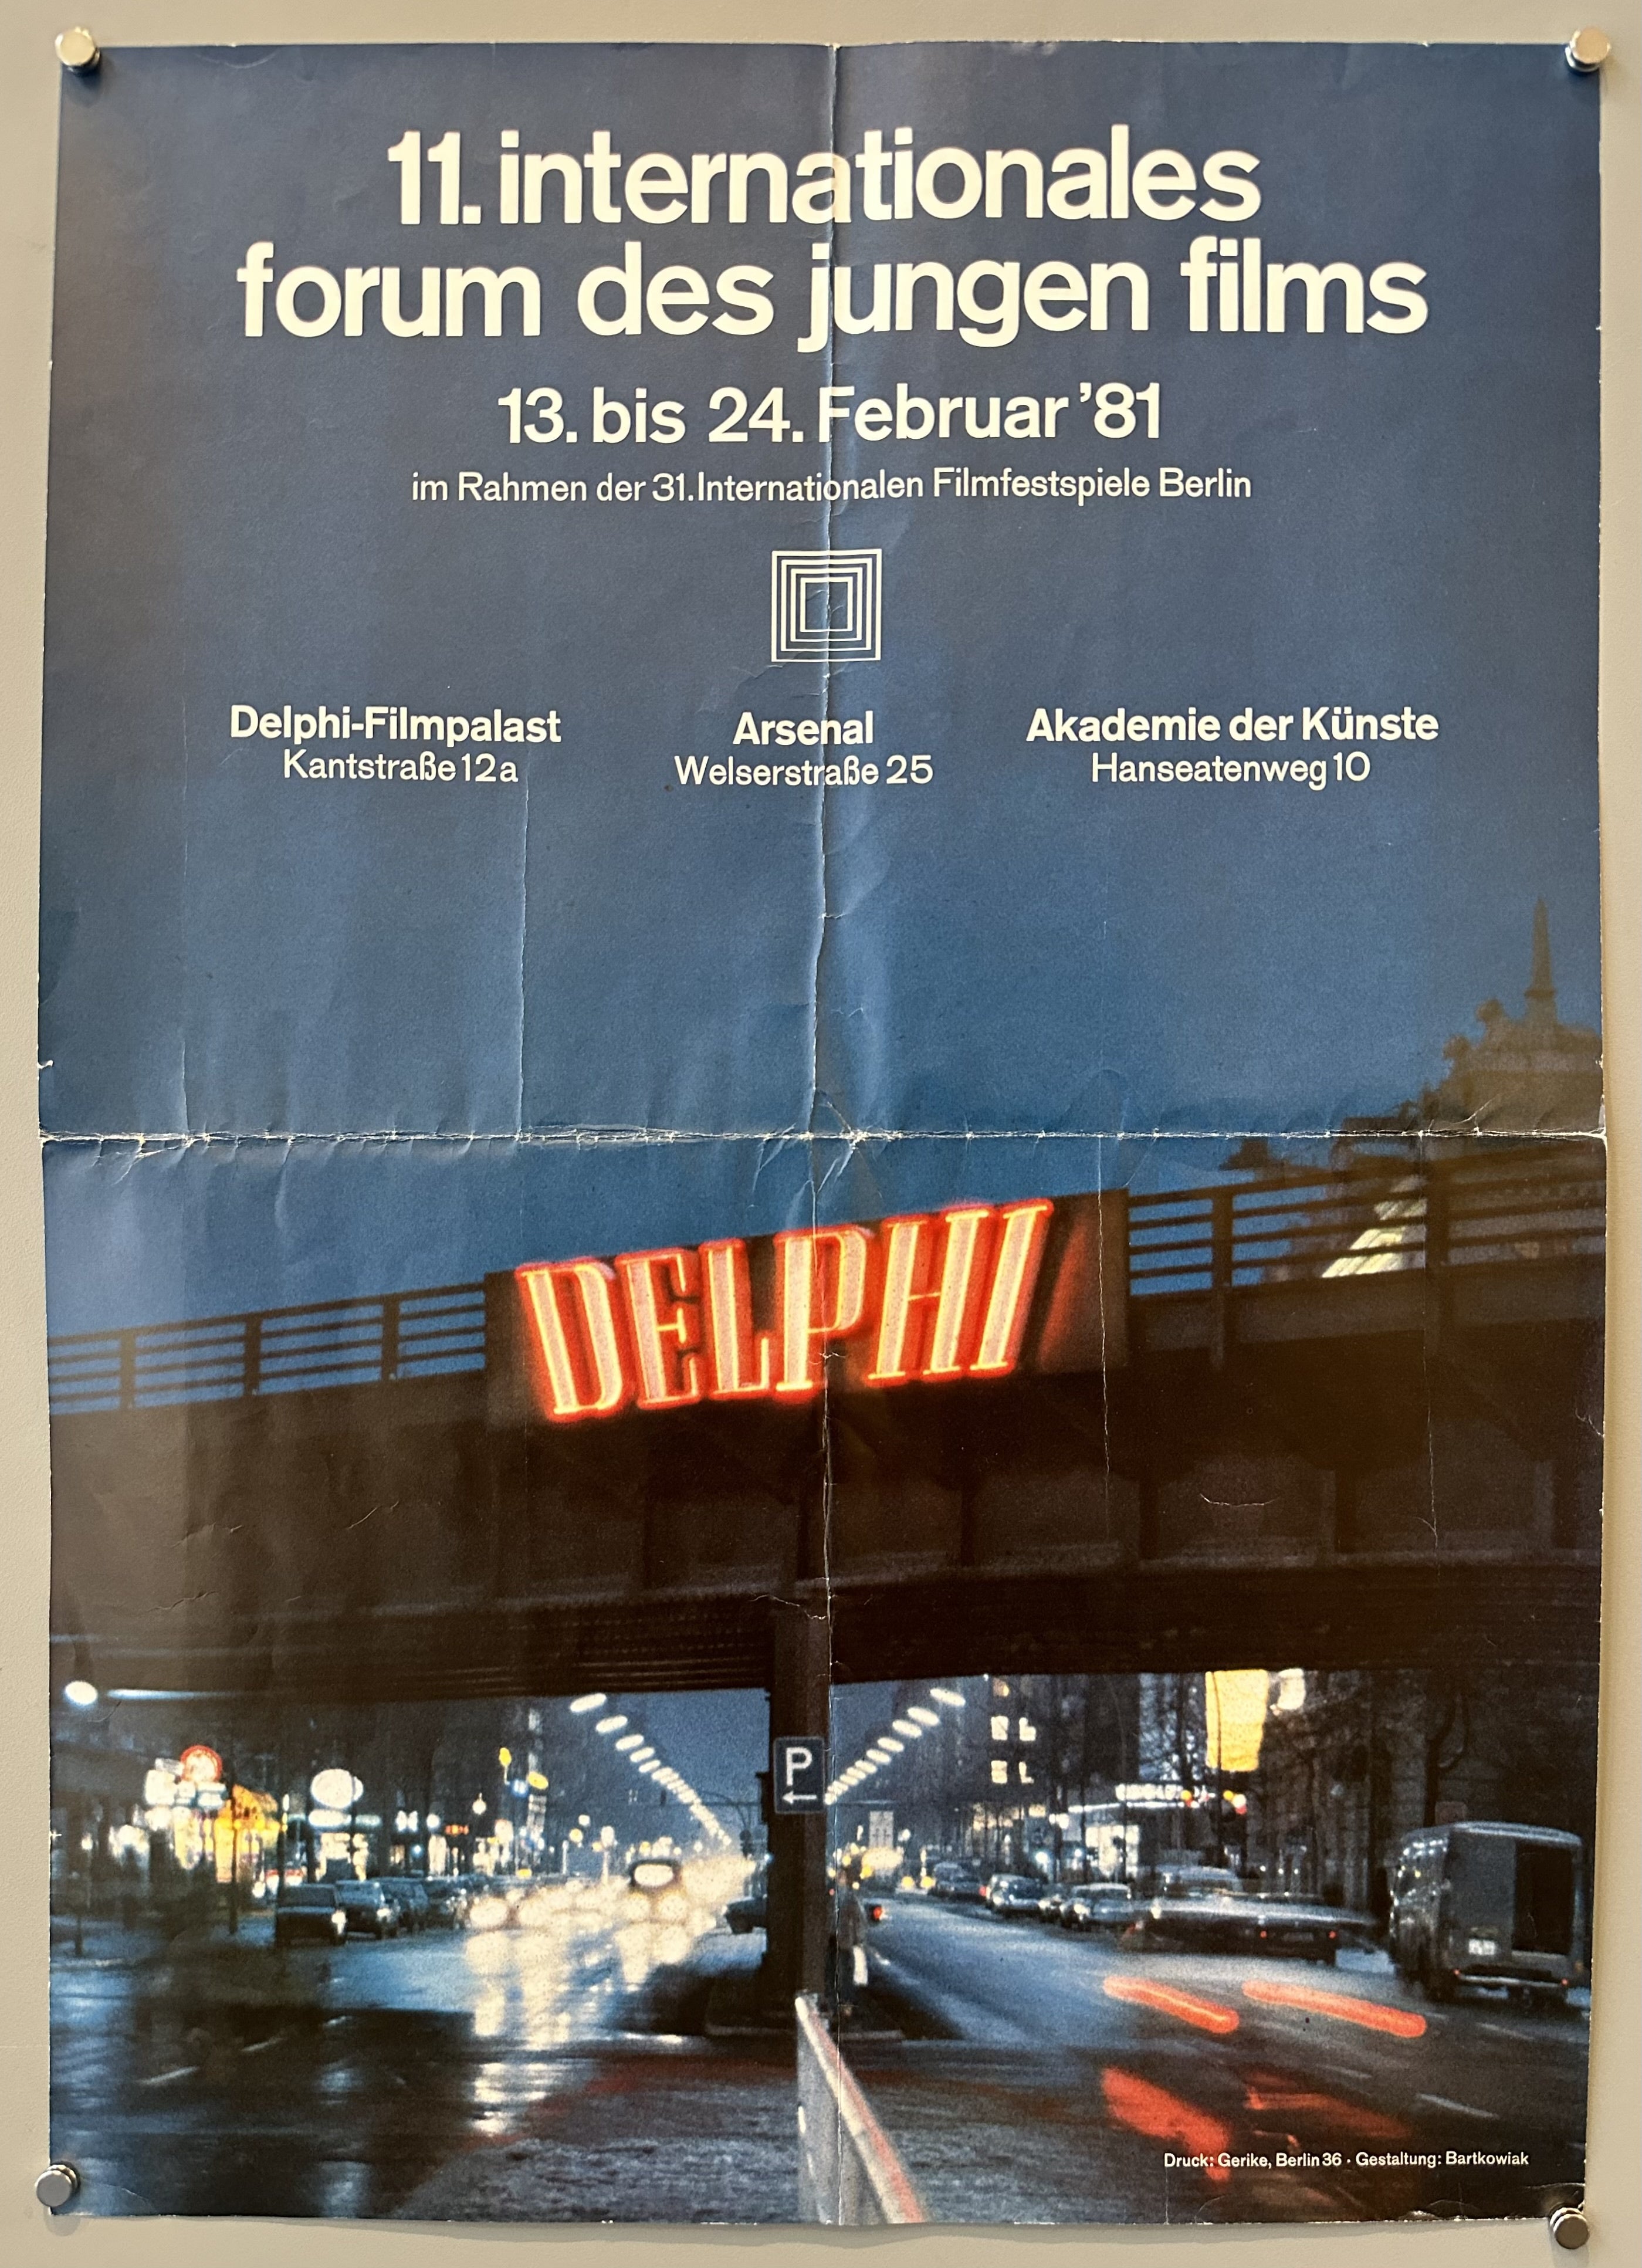 11. internationales
forum des jungen films
13. bis 24. Februar '81
im Rahmen der 31. Internationalen Filmfestspiele Berlin
Delphi-Filmpalast
Kantstraße 12a
Arsenal
Welserstraße 25
Akademie der Künste
Hanseatenweg 10
DELPHI
P
Druck: Gerike, Berlin 36 · Gestaltung: Bartkowiak